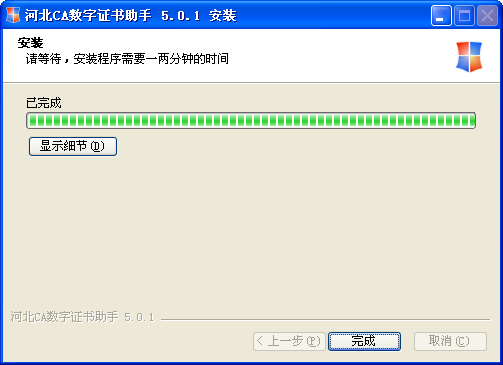 河北CA数字证书助手 5.0.1 安装
安装
请等待，安装程序需要一两分钟的时间
已完成
显示细节(D)
河北CA数字证书助手 5.0.1
< 上一步(P)
完成
取消(C)